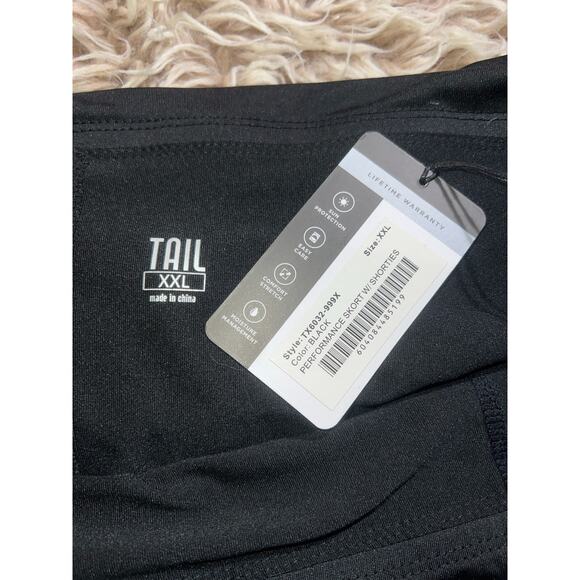 TAIL
XXL
made in china
LIFETIME WARRANTY
SUN
PROTECTION
EASY
CARE
COMFORT
STRETCH
MOISTURE
MANAGEMENT
Size:XXL
Style:TX6032-999X
Color: BLACK
PERFORMANCE SKORT W/ SHORTIES
604084485199